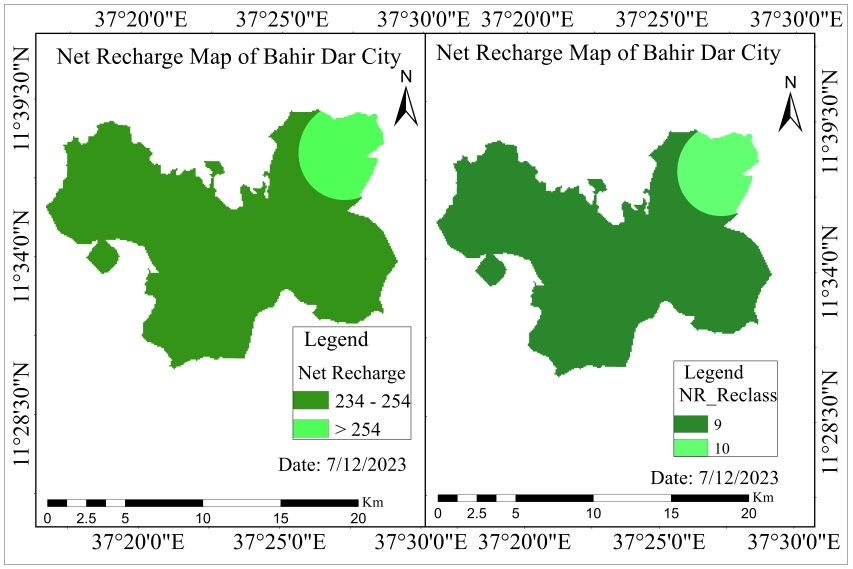 37°20'0"E 37°25'0"E 37°30'0"E 37°20'0"E 37°25'0"E 37°30'0"E
Net Recharge Map of Bahir Dar City
N
11°39'30"N
11°34'0"N
11°28'30"N
Legend
Net Recharge
234 - 254
> 254
Date: 7/12/2023
Km
0 2.5 5 10 15 20
Net Recharge Map of Bahir Dar City
N
11°39'30"N
11°34'0"N
11°28'30"N
Legend
NR_Reclass
9
10
Date: 7/12/2023
Km
0 2.5 5 10 15 20
37°20'0"E 37°25'0"E 37°30'0"E 37°20'0"E 37°25'0"E 37°30'0"E